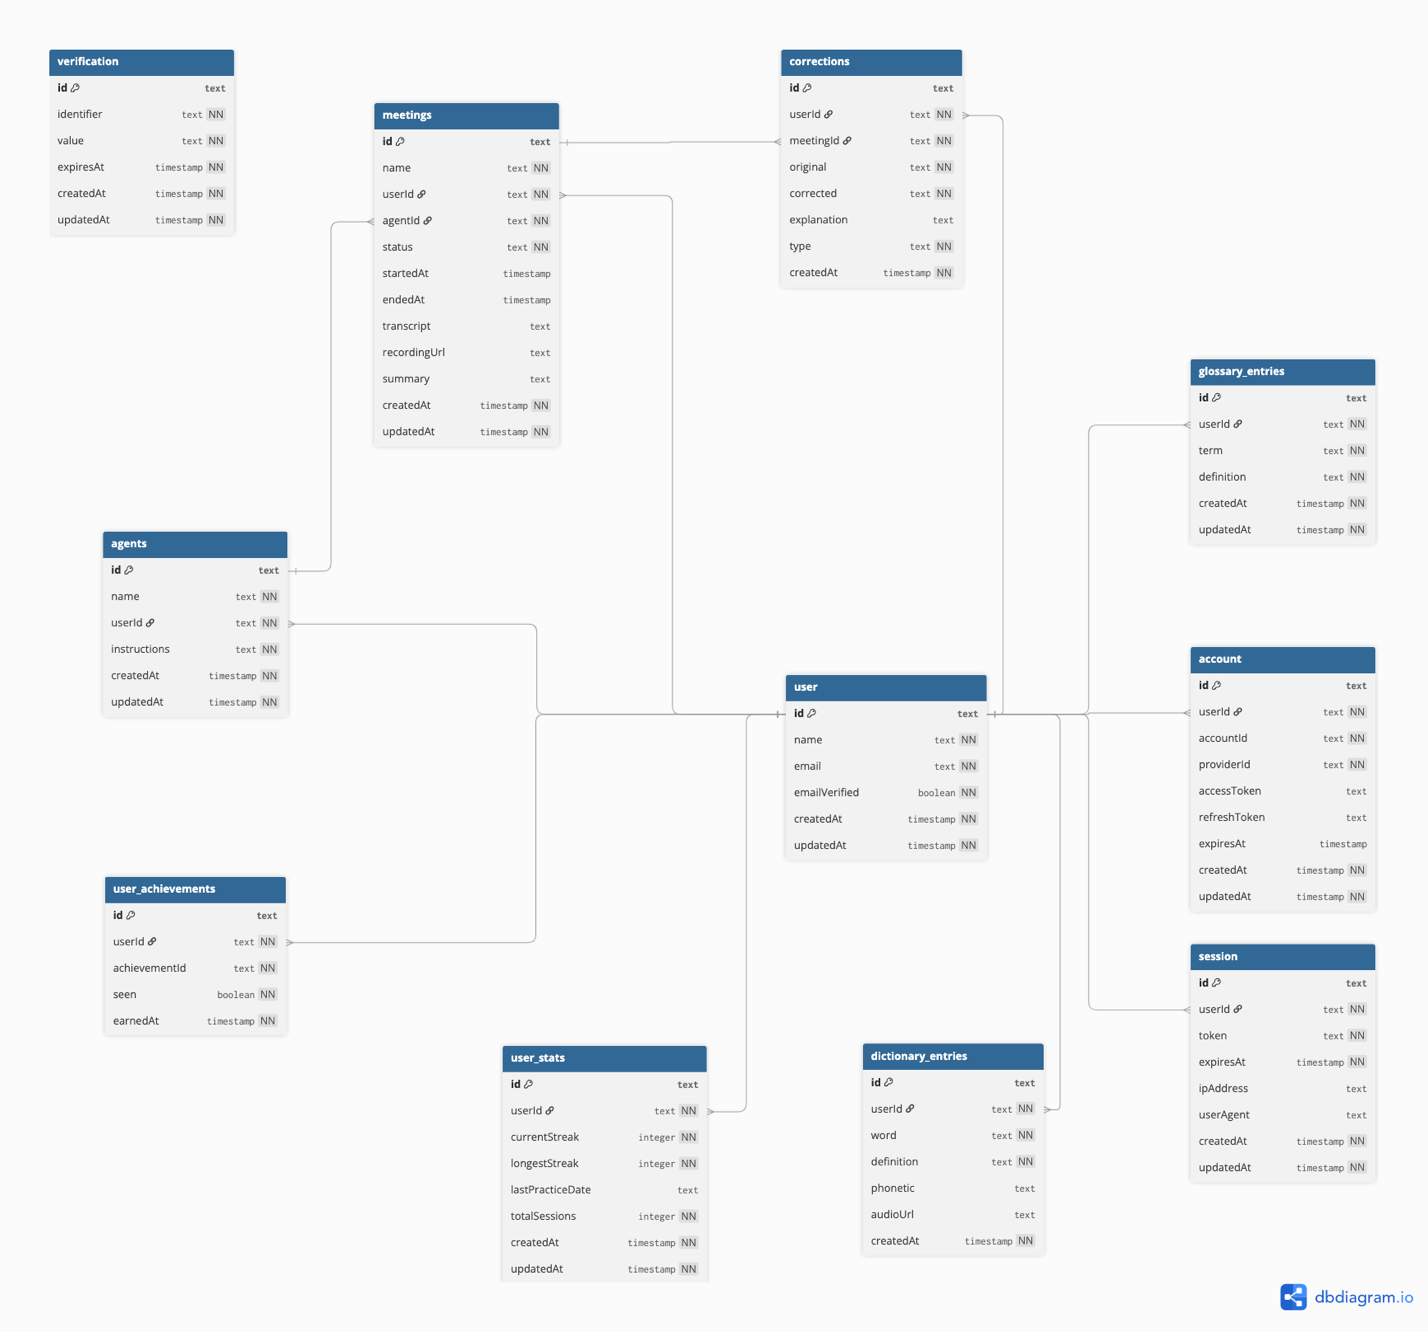 verification
id text
identifier text NN
value text NN
expiresAt timestamp NN
createdAt timestamp NN
updatedAt timestamp NN
meetings
id text
name text NN
userId text NN
agentId text NN
status text NN
startedAt timestamp
endedAt timestamp
transcript text
recordingUrl text
summary text
createdAt timestamp NN
updatedAt timestamp NN
corrections
id text
userId text NN
meetingId text NN
original text NN
corrected text NN
explanation text
type text NN
createdAt timestamp NN
glossary_entries
id text
userId text NN
term text NN
definition text NN
createdAt timestamp NN
updatedAt timestamp NN
agents
id text
name text NN
userId text NN
instructions text NN
createdAt timestamp NN
updatedAt timestamp NN
user
id text
name text NN
email text NN
emailVerified boolean NN
createdAt timestamp NN
updatedAt timestamp NN
account
id text
userId text NN
accountId text NN
providerId text NN
accessToken text
refreshToken text
expiresAt timestamp
createdAt timestamp NN
updatedAt timestamp NN
user_achievements
id text
userId text NN
achievementId text NN
seen boolean NN
earnedAt timestamp NN
session
id text
userId text NN
token text NN
expiresAt timestamp NN
ipAddress text
userAgent text
createdAt timestamp NN
updatedAt timestamp NN
user_stats
id text
userId text NN
currentStreak integer NN
longestStreak integer NN
lastPracticeDate text
totalSessions integer NN
createdAt timestamp NN
updatedAt timestamp NN
dictionary_entries
id text
userId text NN
word text NN
definition text NN
phonetic text
audioUrl text
createdAt timestamp NN
dbdiagram.io